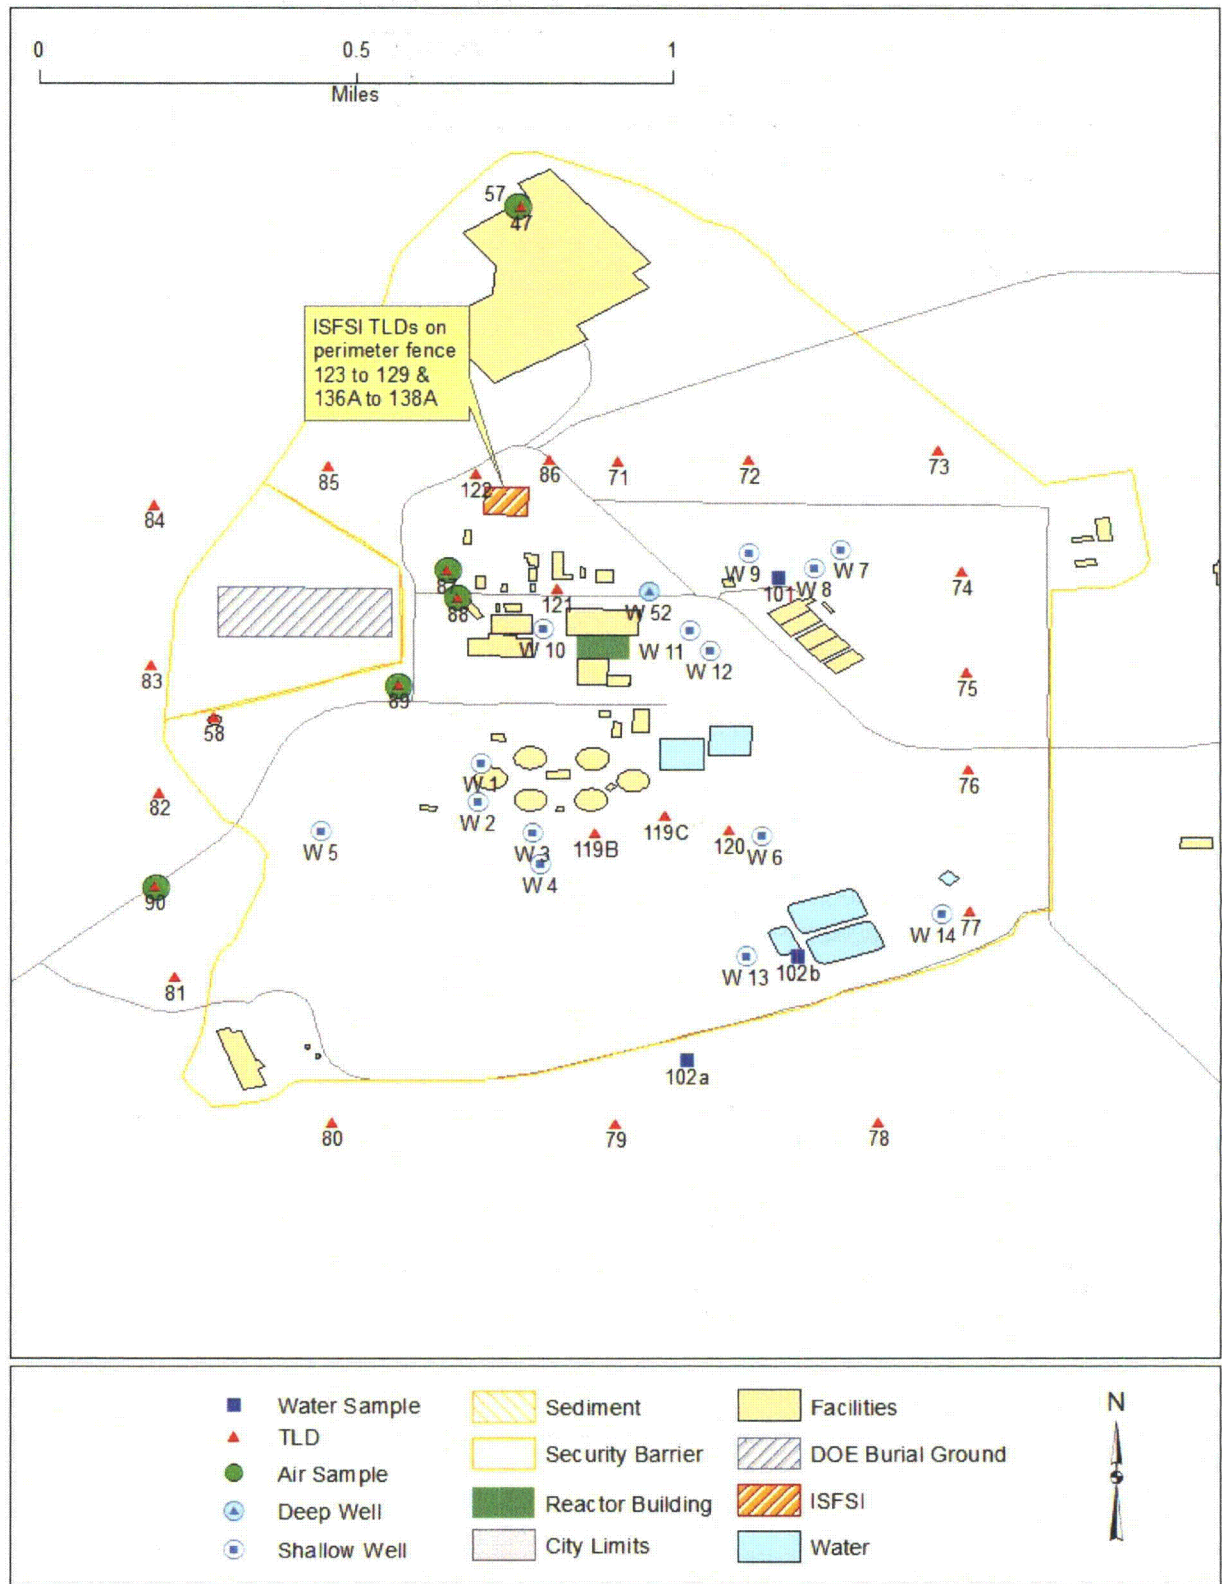 0 0.5 1
Miles
57
47
ISFSI TLDs on
perimeter fence
123 to 129 &
136A to 138A
85
122
86
71
72
73
84
87
88
121
W 52
W 9
101
W 8
W 7
74
W 10
W 11
W 12
83
89
75
58
W 1
76
82
W 2
W 5
W 3
W 4
119B
119C
120
W 6
90
W 14
77
81
W 13
102b
102a
80
79
78
Water Sample
TLD
Air Sample
Deep Well
Shallow Well
Sediment
Security Barrier
Reactor Building
City Limits
Facilities
DOE Burial Ground
ISFSI
Water
N